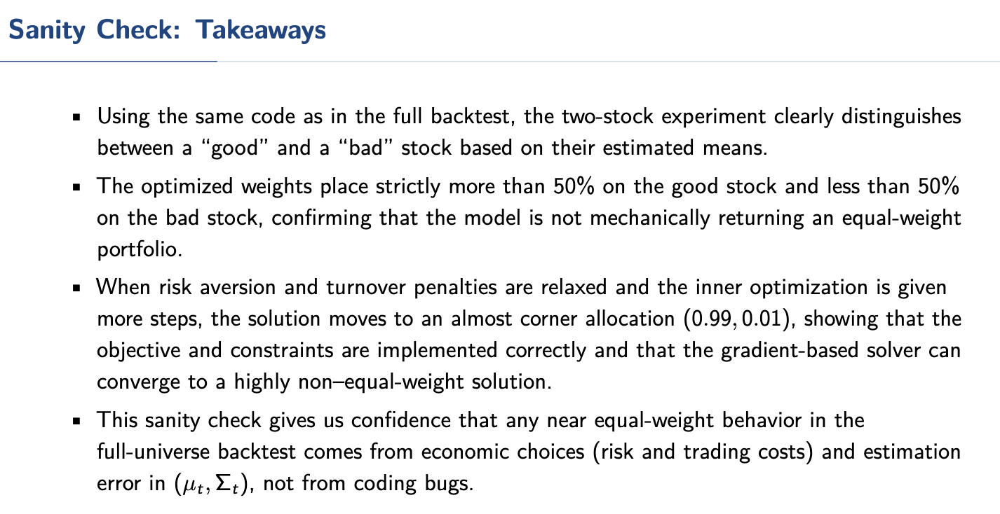 Sanity Check: Takeaways
▪ Using the same code as in the full backtest, the two-stock experiment clearly distinguishes
between a “good” and a “bad” stock based on their estimated means.
▪ The optimized weights place strictly more than 50% on the good stock and less than 50%
on the bad stock, confirming that the model is not mechanically returning an equal-weight
portfolio.
▪ When risk aversion and turnover penalties are relaxed and the inner optimization is given
more steps, the solution moves to an almost corner allocation (0.99, 0.01), showing that the
objective and constraints are implemented correctly and that the gradient-based solver can
converge to a highly non–equal-weight solution.
▪ This sanity check gives us confidence that any near equal-weight behavior in the
full-universe backtest comes from economic choices (risk and trading costs) and estimation
error in (μₜ, Σₜ), not from coding bugs.